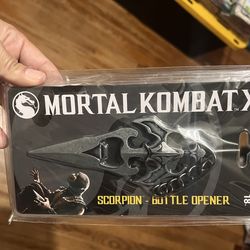 MORTAL KOMBAT X
SCORPION - BOTTLE OPENER